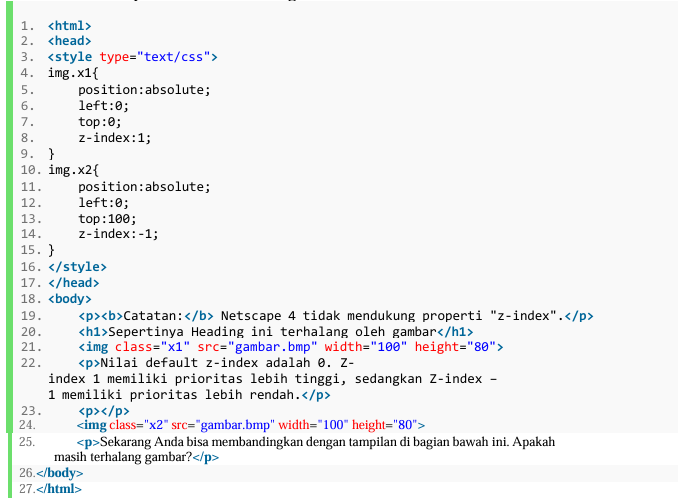 1. <html>
2. <head>
3. <style type="text/css">
4. img.x1{
5. position:absolute;
6. left:0;
7. top:0;
8. z-index:1;
9. }
10. img.x2{
11. position:absolute;
12. left:0;
13. top:100;
14. z-index:-1;
15. }
16. </style>
17. </head>
18. <body>
19. <p><b>Catatan:</b> Netscape 4 tidak mendukung properti "z-index".</p>
20. <h1>Sepertinya Heading ini terhalang oleh gambar</h1>
21. <img class="x1" src="gambar.bmp" width="100" height="80">
22. <p>Nilai default z-index adalah 0. Z-
index 1 memiliki prioritas lebih tinggi, sedangkan Z-index –
1 memiliki prioritas lebih rendah.</p>
23. <p></p>
24. <img class="x2" src="gambar.bmp" width="100" height="80">
25. <p>Sekarang Anda bisa membandingkan dengan tampilan di bagian bawah ini. Apakah
masih terhalang gambar?</p>
26.</body>
27.</html>